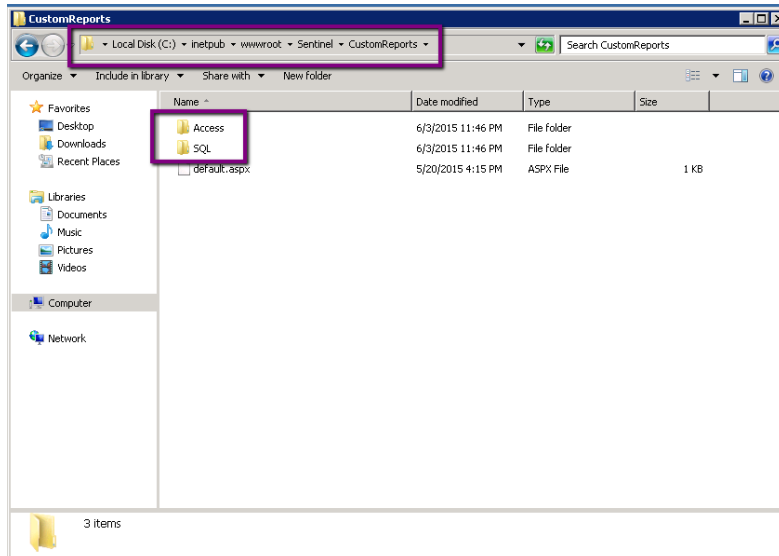 CustomReports
Local Disk (C:) inetpub wwwroot Sentinel CustomReports
Search CustomReports
Organize Include in library Share with New folder
Name Date modified Type Size
Favorites
Desktop
Downloads
Recent Places
Libraries
Documents
Music
Pictures
Videos
Computer
Network
Access 6/3/2015 11:46 PM File folder
SQL 6/3/2015 11:46 PM File folder
default.aspx 5/20/2015 4:15 PM ASPX File 1 KB
3 items